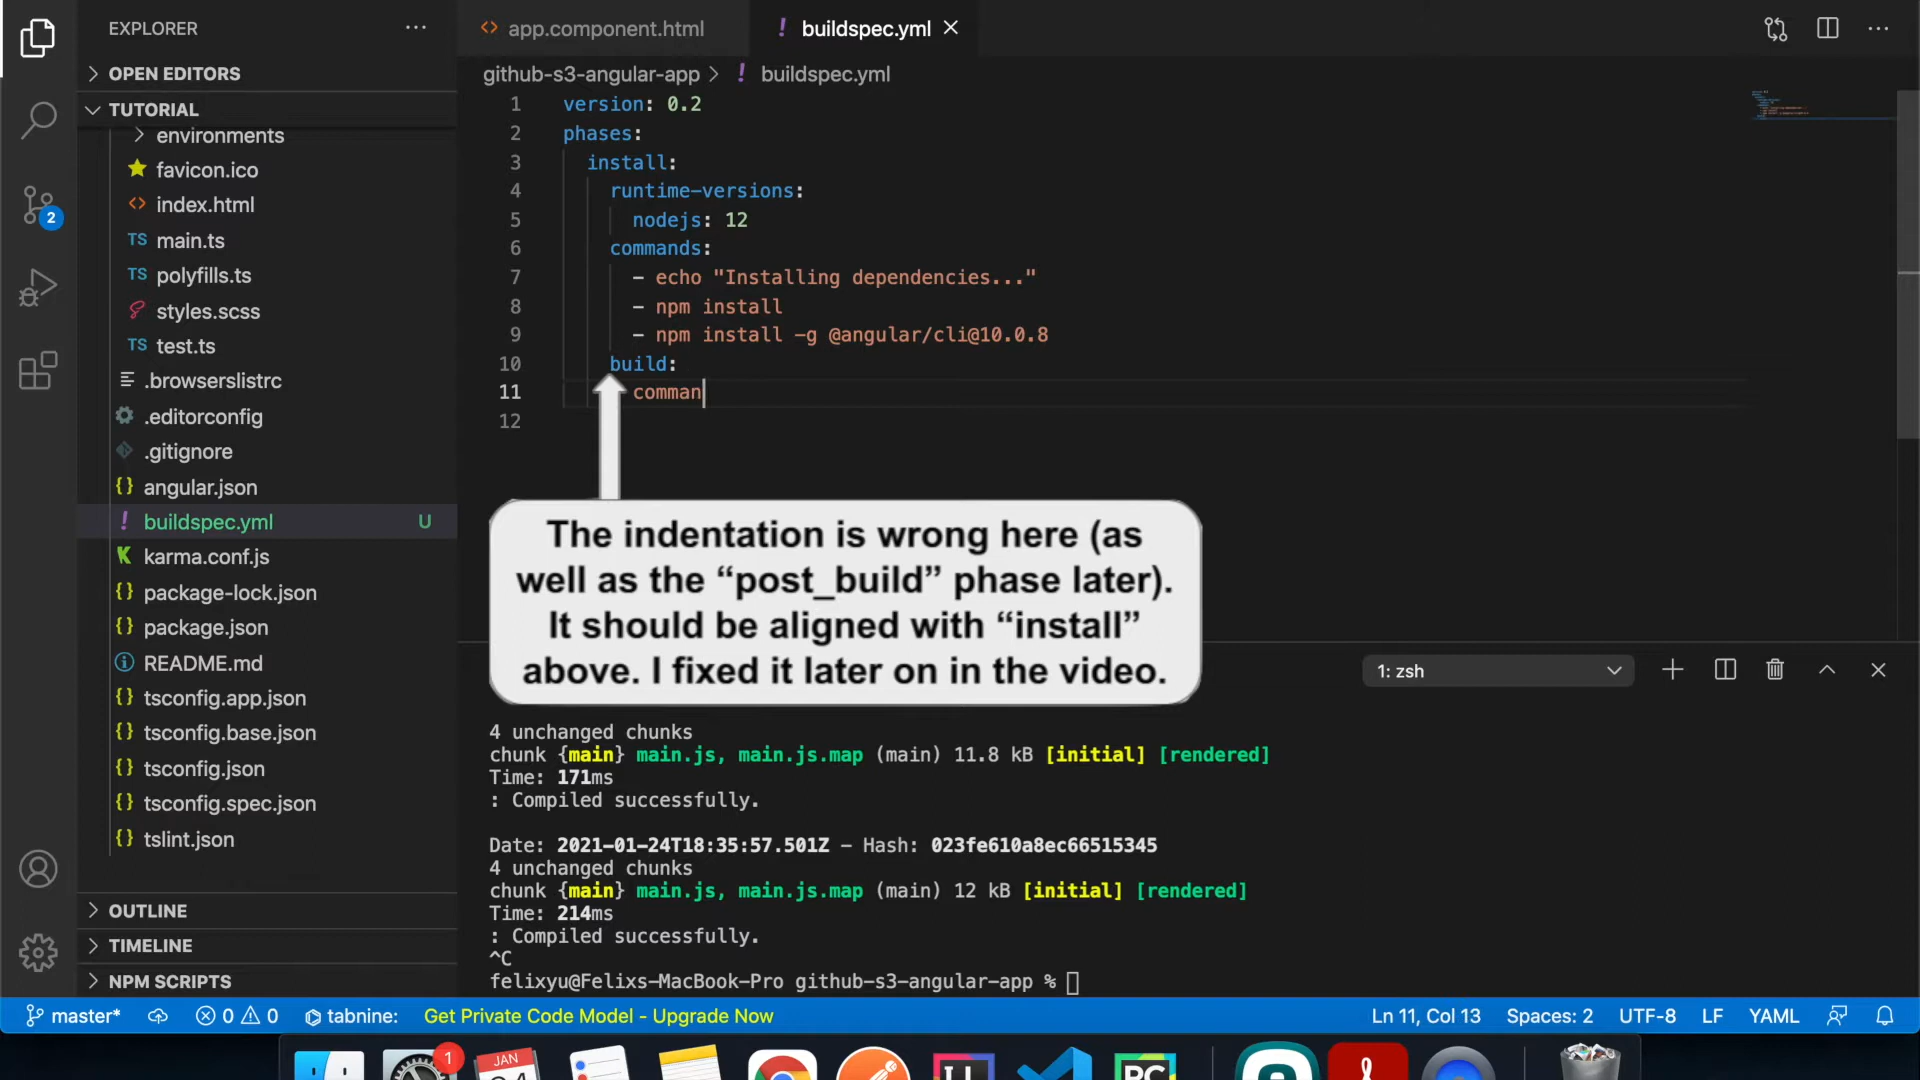 EXPLORER
OPEN EDITORS
TUTORIAL
environments
favicon.ico
index.html
TS main.ts
TS polyfills.ts
styles.scss
TS test.ts
.browserslistrc
.editorconfig
.gitignore
{} angular.json
! buildspec.yml U
K karma.conf.js
{} package-lock.json
{} package.json
README.md
{} tsconfig.app.json
{} tsconfig.base.json
{} tsconfig.json
{} tsconfig.spec.json
{} tslint.json
OUTLINE
TIMELINE
NPM SCRIPTS
2
<> app.component.html
! buildspec.yml
github-s3-angular-app > ! buildspec.yml
1 version: 0.2
2 phases:
3 install:
4 runtime-versions:
5 nodejs: 12
6 commands:
7 - echo "Installing dependencies..."
8 - npm install
9 - npm install -g @angular/cli@10.0.8
10 build:
11 comman
12
The indentation is wrong here (as
well as the “post_build” phase later).
It should be aligned with “install”
above. I fixed it later on in the video.
1: zsh
4 unchanged chunks
chunk {main} main.js, main.js.map (main) 11.8 kB [initial] [rendered]
Time: 171ms
: Compiled successfully.
Date: 2021-01-24T18:35:57.501Z - Hash: 023fe610a8ec66515345
4 unchanged chunks
chunk {main} main.js, main.js.map (main) 12 kB [initial] [rendered]
Time: 214ms
: Compiled successfully.
^C
felixyu@Felixs-MacBook-Pro github-s3-angular-app %
master* 0 0 tabnine: Get Private Code Model - Upgrade Now
Ln 11, Col 13 Spaces: 2 UTF-8 LF YAML
1
JAN
PC